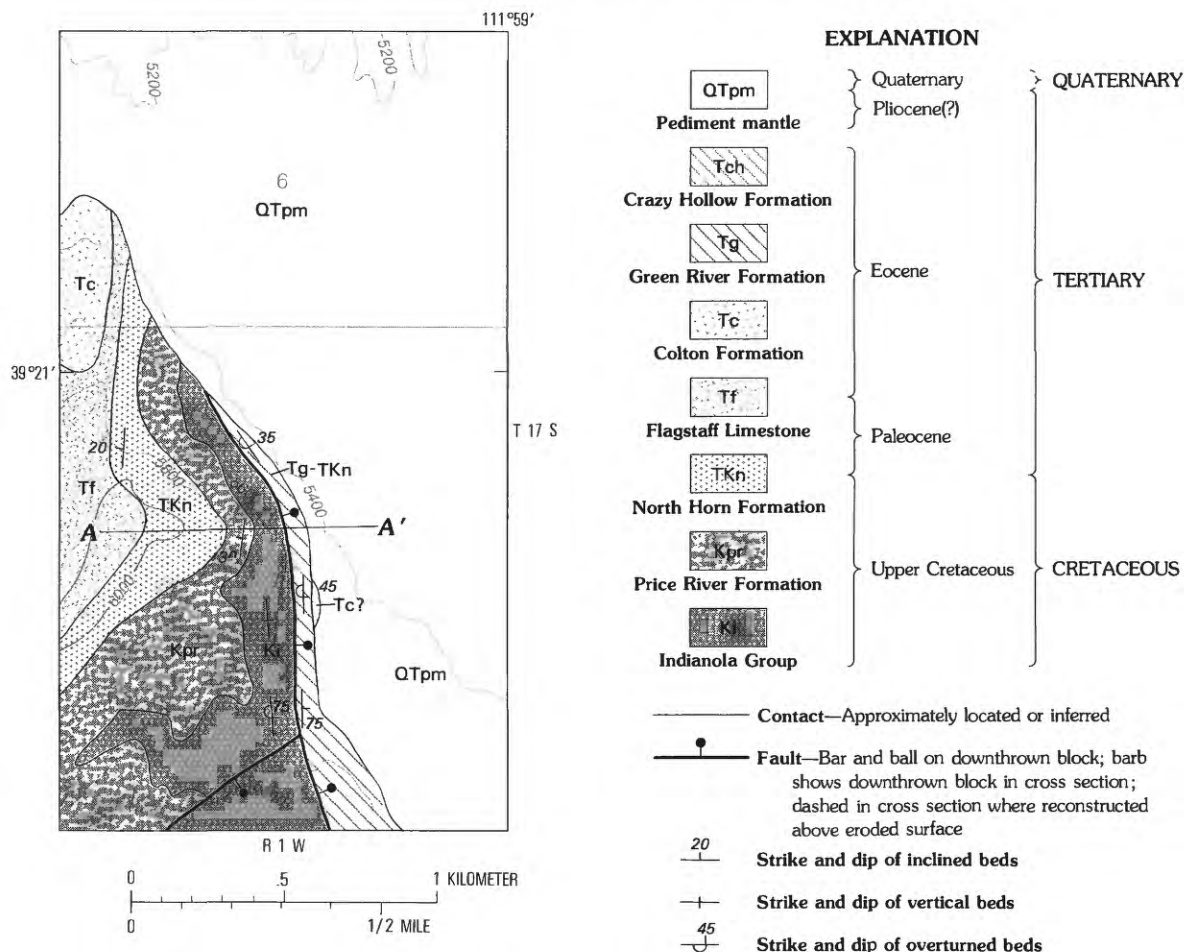 111°59′
5200
5200
6
QTpm
Tc
39°21′
T 17 S
35
20
Tg-TKn
5600
5400
Tf
TKn
A
A′
45
Tc?
6000
Kpr
Ki
QTpm
75
75
R 1 W
0 .5 1 KILOMETER
0 1/2 MILE
EXPLANATION
QTpm
Pediment mantle
Quaternary
Pliocene(?)
QUATERNARY
Tch
Crazy Hollow Formation
Tg
Green River Formation
Eocene
TERTIARY
Tc
Colton Formation
Tf
Flagstaff Limestone
Paleocene
TKn
North Horn Formation
Kpr
Price River Formation
Upper Cretaceous
CRETACEOUS
Ki
Indianola Group
Contact—Approximately located or inferred
Fault—Bar and ball on downthrown block; barb
shows downthrown block in cross section;
dashed in cross section where reconstructed
above eroded surface
20
Strike and dip of inclined beds
Strike and dip of vertical beds
45
Strike and dip of overturned beds